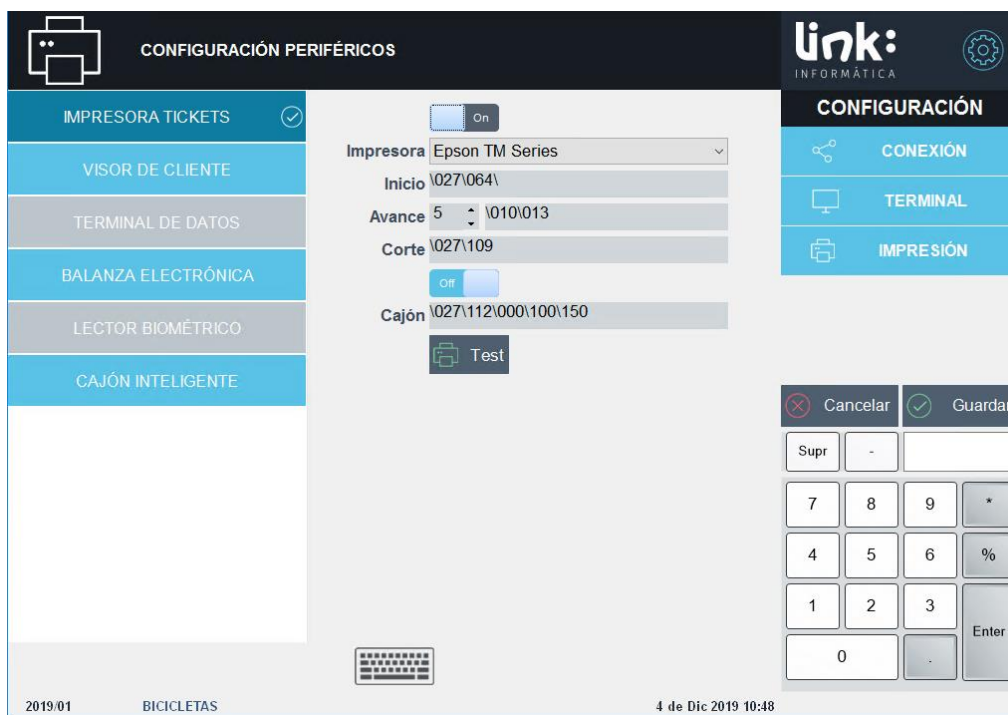 CONFIGURACIÓN PERIFÉRICOS
link:
INFORMÁTICA
IMPRESORA TICKETS
VISOR DE CLIENTE
TERMINAL DE DATOS
BALANZA ELECTRÓNICA
LECTOR BIOMÉTRICO
CAJÓN INTELIGENTE
On
Impresora Epson TM Series
Inicio \027\064\
Avance 5 \010\013
Corte \027\109
Off
Cajón \027\112\000\100\150
Test
CONFIGURACIÓN
CONEXIÓN
TERMINAL
IMPRESIÓN
Cancelar Guardar
Supr -
7 8 9 *
4 5 6 %
1 2 3
Enter
0 .
2019/01 BICICLETAS 4 de Dic 2019 10:48